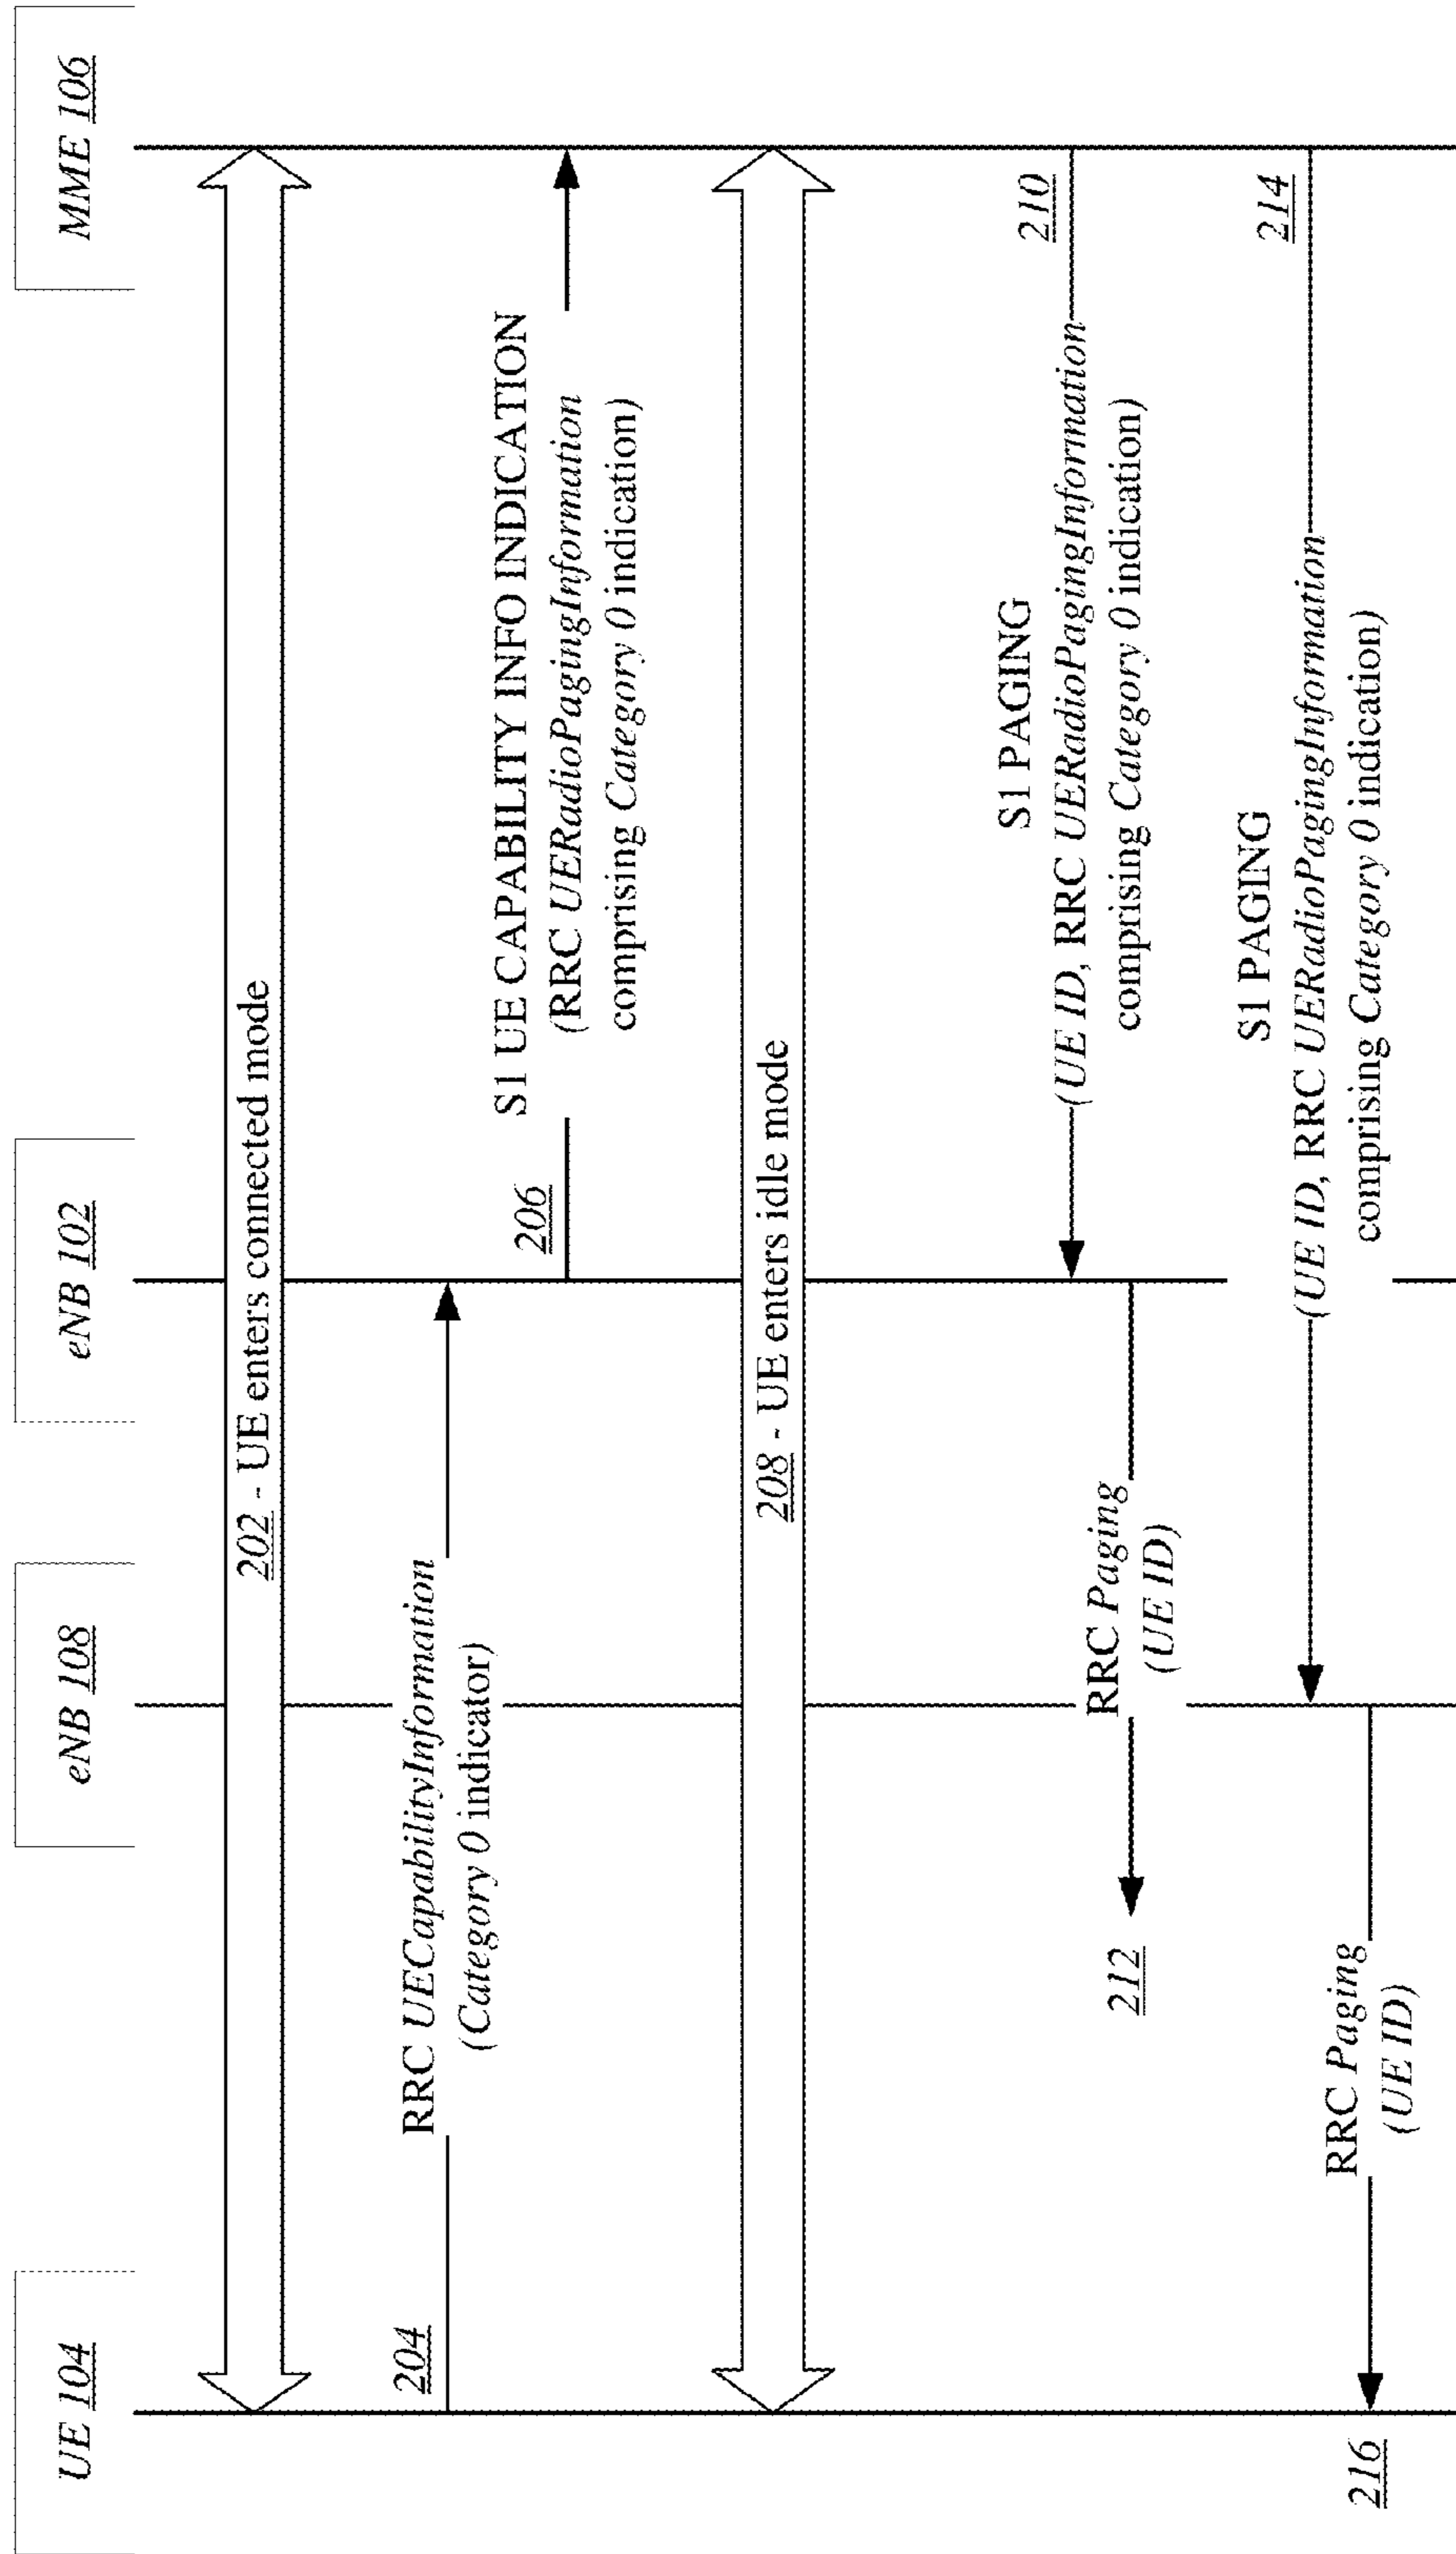 UE 104
eNB 108
eNB 102
MME 106
202 - UE enters connected mode
204
RRC UECapabilityInformation
(Category 0 indicator)
206
S1 UE CAPABILITY INFO INDICATION
(RRC UERadioPagingInformation
comprising Category 0 indication)
208 - UE enters idle mode
210
S1 PAGING
(UE ID, RRC UERadioPagingInformation
comprising Category 0 indication)
212
RRC Paging
(UE ID)
214
S1 PAGING
(UE ID, RRC UERadioPagingInformation
comprising Category 0 indication)
216
RRC Paging
(UE ID)